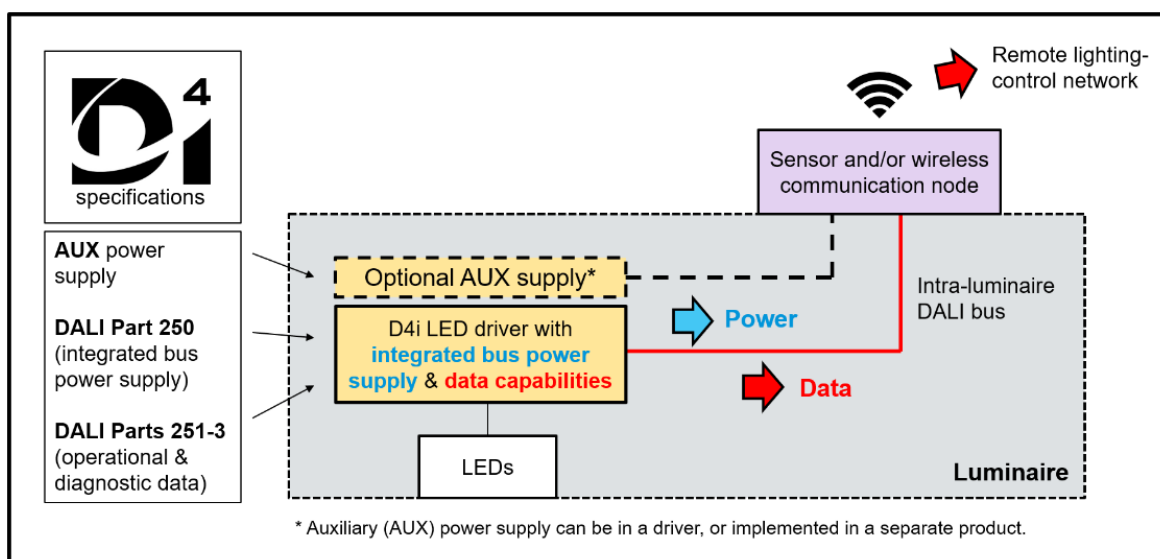 D4i
specifications
AUX power
supply
DALI Part 250
(integrated bus
power supply)
DALI Parts 251-3
(operational &
diagnostic data)
Remote lighting-
control network
Sensor and/or wireless
communication node
Optional AUX supply*
D4i LED driver with
integrated bus power
supply & data capabilities
Power
Data
Intra-luminaire
DALI bus
LEDs
Luminaire
* Auxiliary (AUX) power supply can be in a driver, or implemented in a separate product.